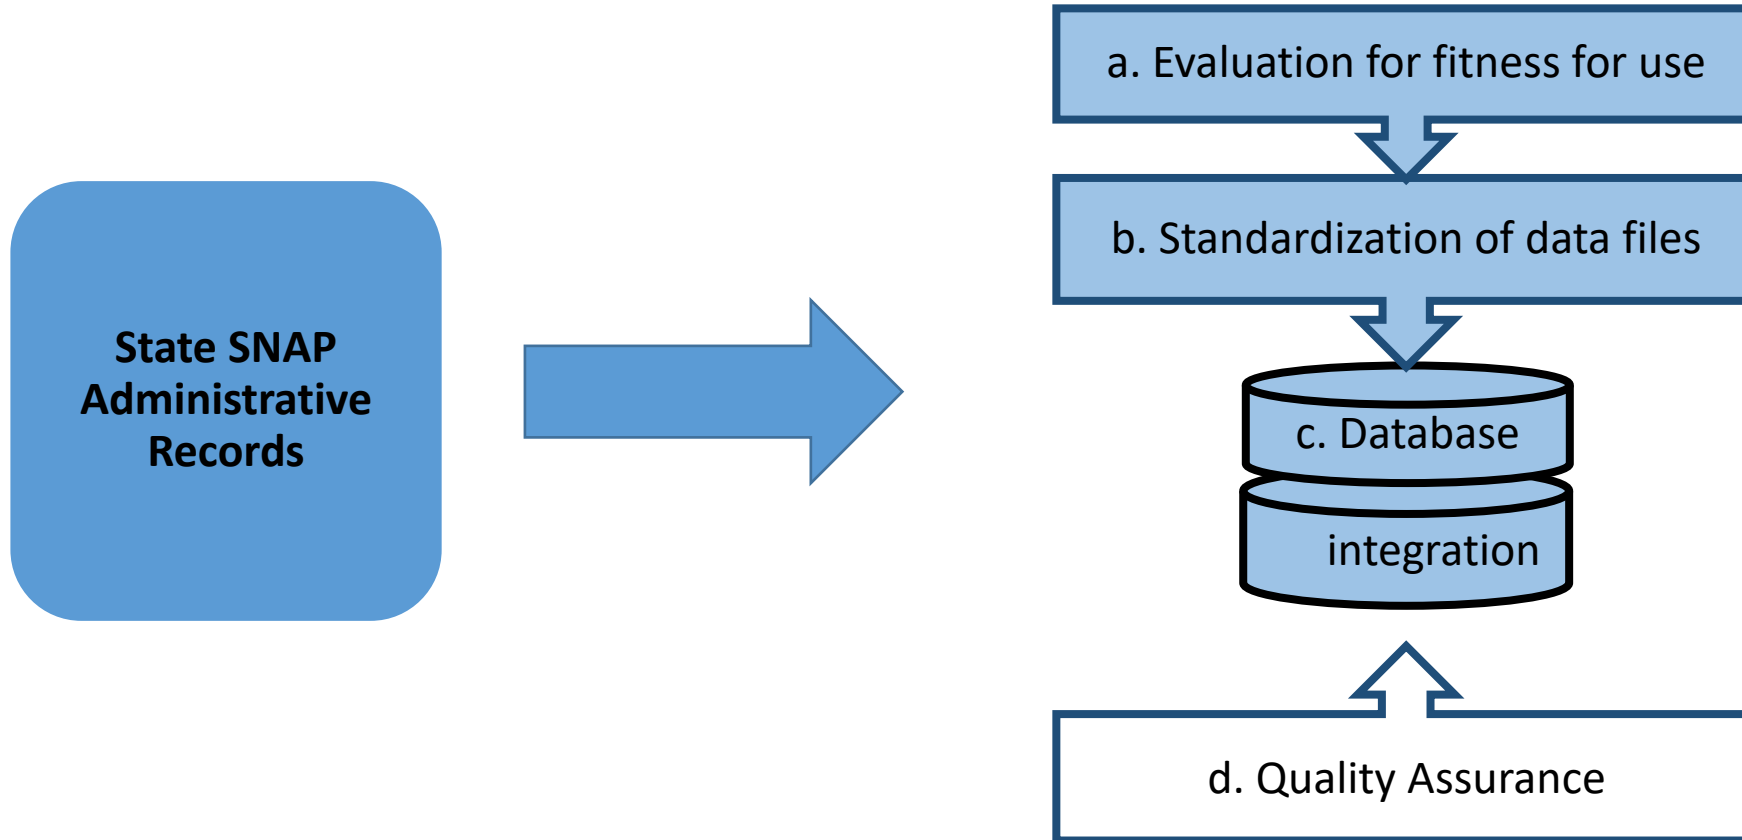 State SNAP
Administrative
Records
a. Evaluation for fitness for use
b. Standardization of data files
c. Database
integration
d. Quality Assurance